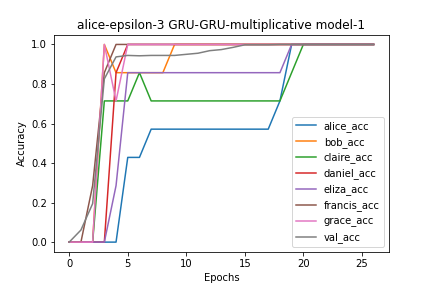 alice-epsilon-3 GRU-GRU-multiplicative model-1
1.0
0.8
0.6
0.4
0.2
0.0
Accuracy
alice_acc
bob_acc
claire_acc
daniel_acc
eliza_acc
francis_acc
grace_acc
val_acc
0 5 10 15 20 25
Epochs